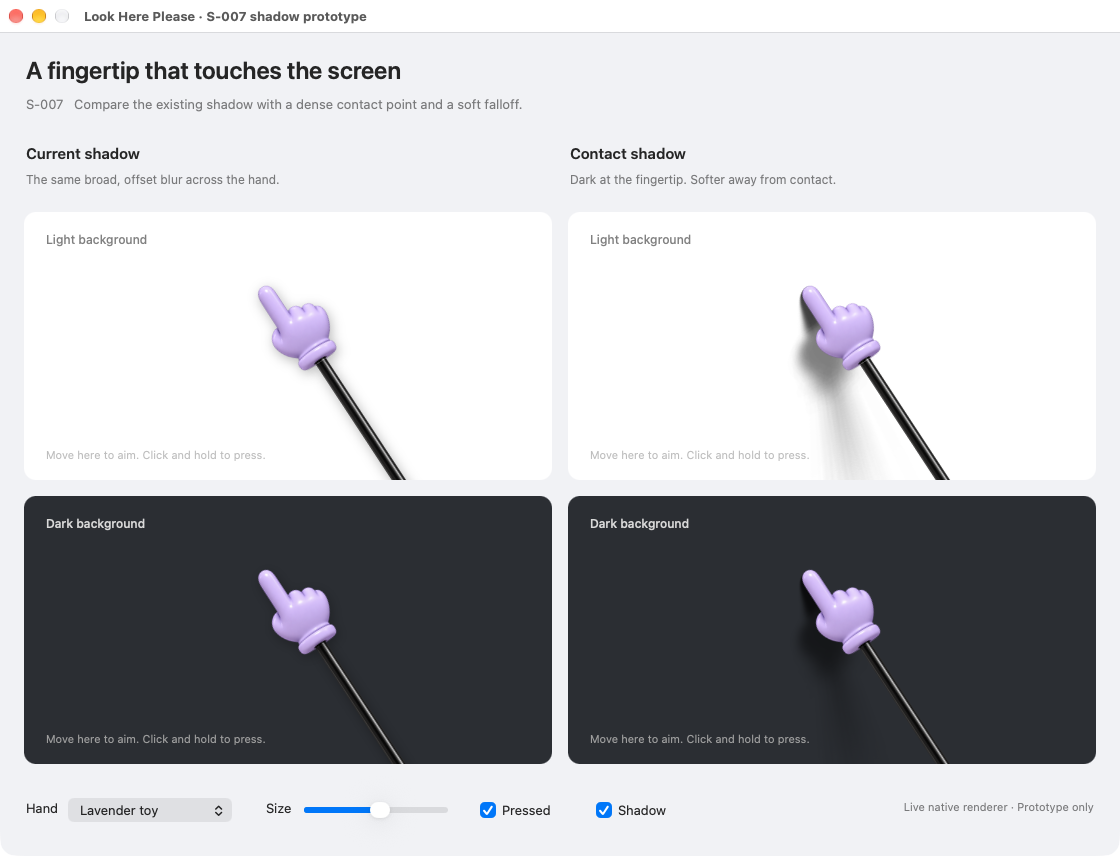 Look Here Please · S-007 shadow prototype
A fingertip that touches the screen
S-007 Compare the existing shadow with a dense contact point and a soft falloff.
Current shadow
The same broad, offset blur across the hand.
Contact shadow
Dark at the fingertip. Softer away from contact.
Light background
Move here to aim. Click and hold to press.
Light background
Move here to aim. Click and hold to press.
Dark background
Move here to aim. Click and hold to press.
Dark background
Move here to aim. Click and hold to press.
Hand Lavender toy Size Pressed Shadow Live native renderer · Prototype only